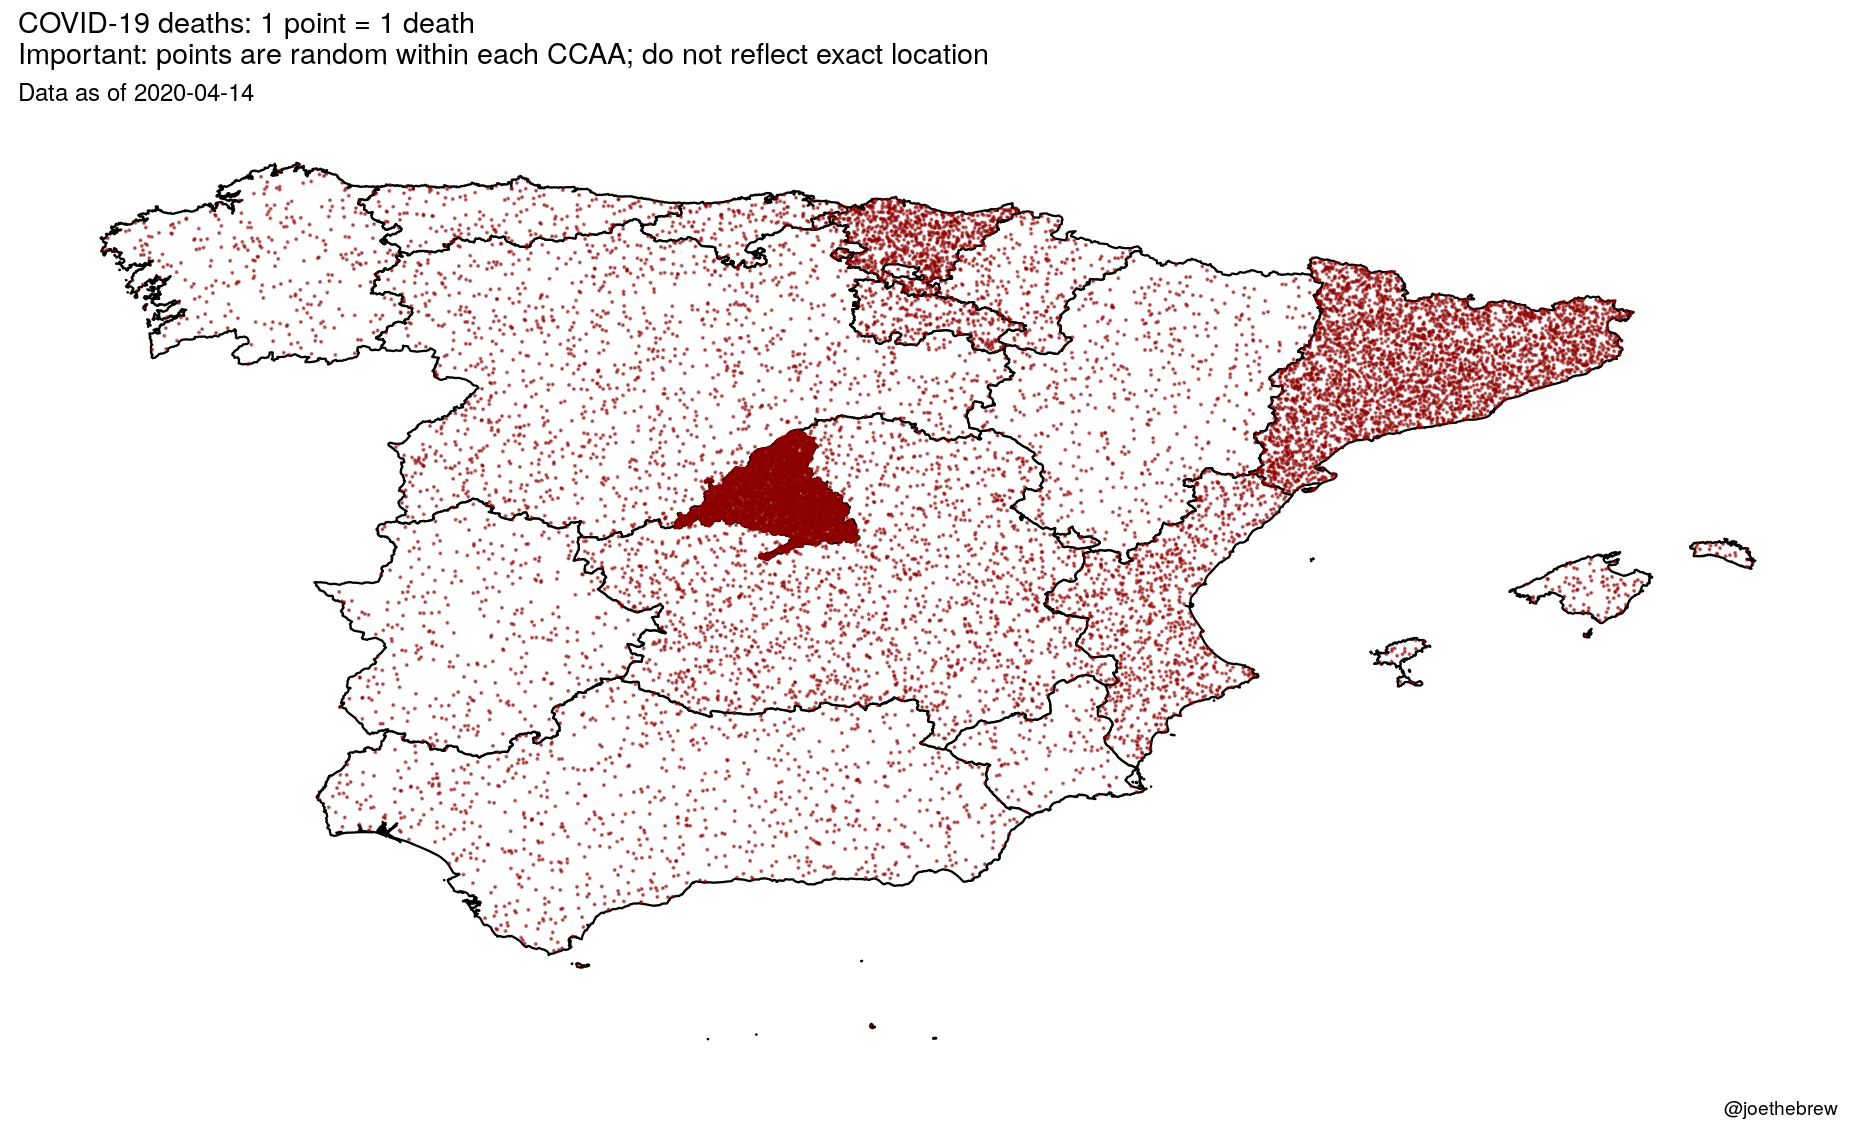 COVID-19 deaths: 1 point = 1 death
Important: points are random within each CCAA; do not reflect exact location
Data as of 2020-04-14
@joethebrew